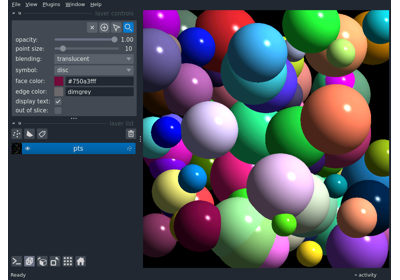 File View Plugins Window Help
layer controls
opacity: 1.00
point size: 10
blending: translucent
symbol: disc
face color: #750a3fff
edge color: dimgrey
display text:
out of slice:
layer list
pts
activity